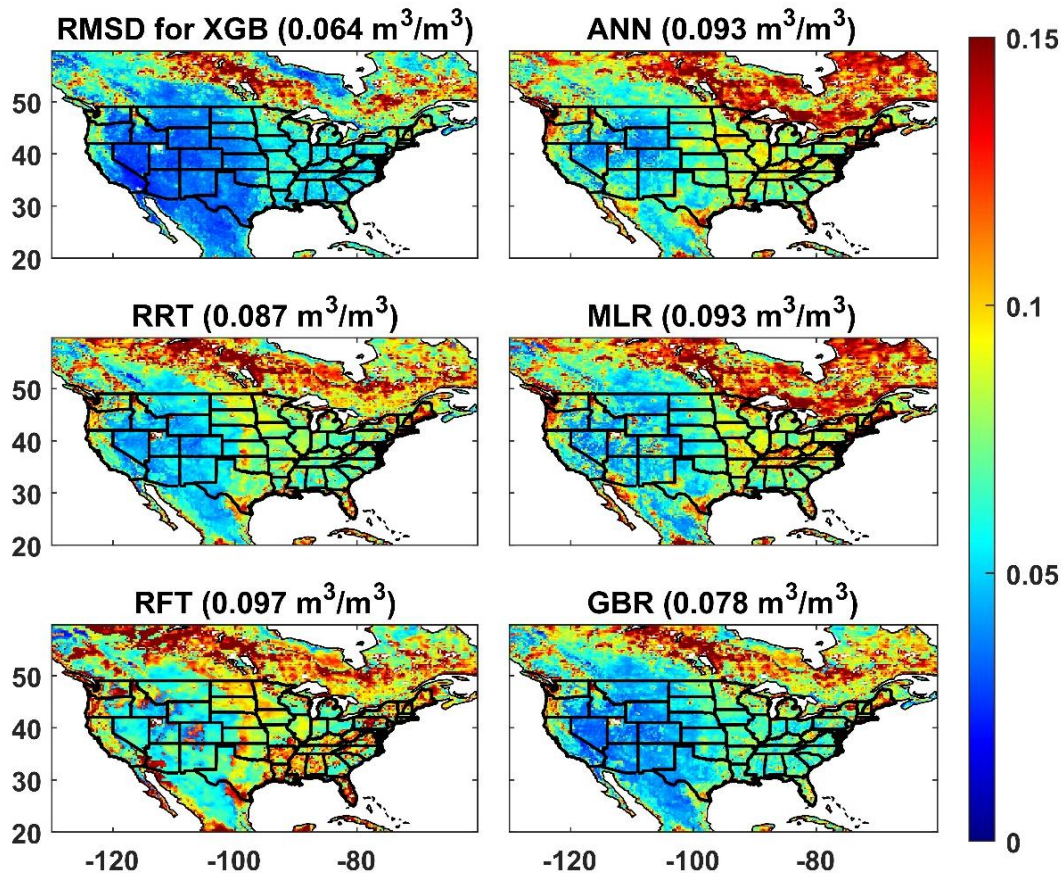 RMSD for XGB (0.064 m³/m³)
ANN (0.093 m³/m³)
50
40
30
20
RRT (0.087 m³/m³)
MLR (0.093 m³/m³)
50
40
30
20
RFT (0.097 m³/m³)
GBR (0.078 m³/m³)
50
40
30
20
-120 -100 -80
-120 -100 -80
0.15
0.1
0.05
0